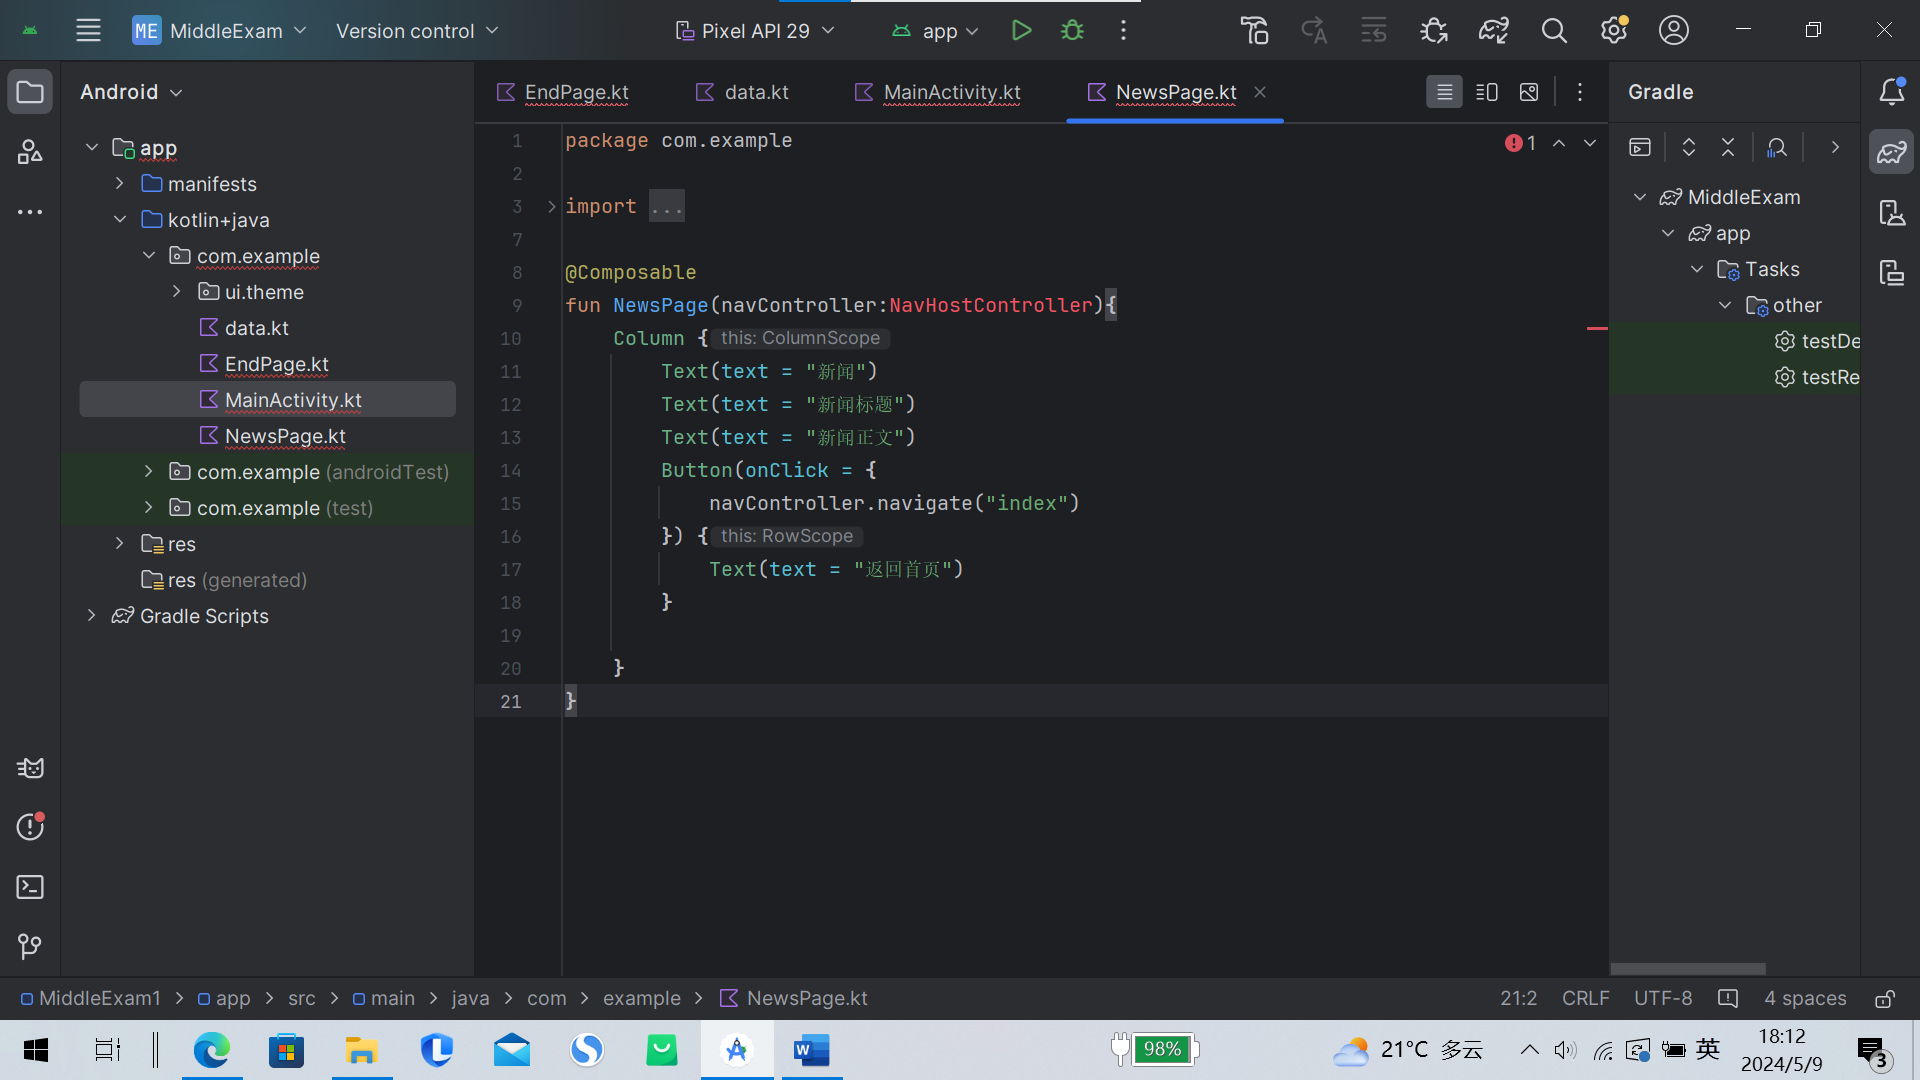 ME MiddleExam Version control Pixel API 29 app
Android
app
manifests
kotlin+java
com.example
ui.theme
data.kt
EndPage.kt
MainActivity.kt
NewsPage.kt
com.example (androidTest)
com.example (test)
res
res (generated)
Gradle Scripts
EndPage.kt data.kt MainActivity.kt NewsPage.kt
1 package com.example
2
3 import ...
7
8 @Composable
9 fun NewsPage(navController:NavHostController){
10 Column { this: ColumnScope
11 Text(text = "新闻")
12 Text(text = "新闻标题")
13 Text(text = "新闻正文")
14 Button(onClick = {
15 navController.navigate("index")
16 }) { this: RowScope
17 Text(text = "返回首页")
18 }
19
20 }
21 }
1
Gradle
MiddleExam
app
Tasks
other
testDe
testRe
MiddleExam1 app src main java com example NewsPage.kt 21:2 CRLF UTF-8 4 spaces
98% 21°C 多云 英 18:12
2024/5/9 3